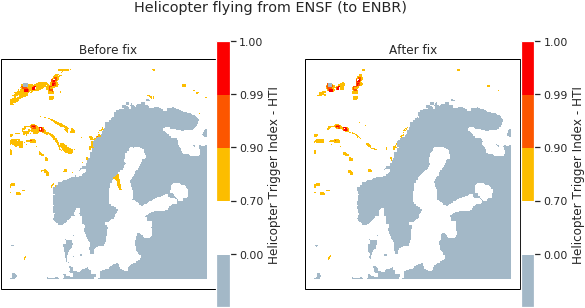 Helicopter flying from ENSF (to ENBR)
Before fix
1.00
0.99
0.90
0.70
0.00
Helicopter Trigger Index - HTI
After fix
1.00
0.99
0.90
0.70
0.00
Helicopter Trigger Index - HTI